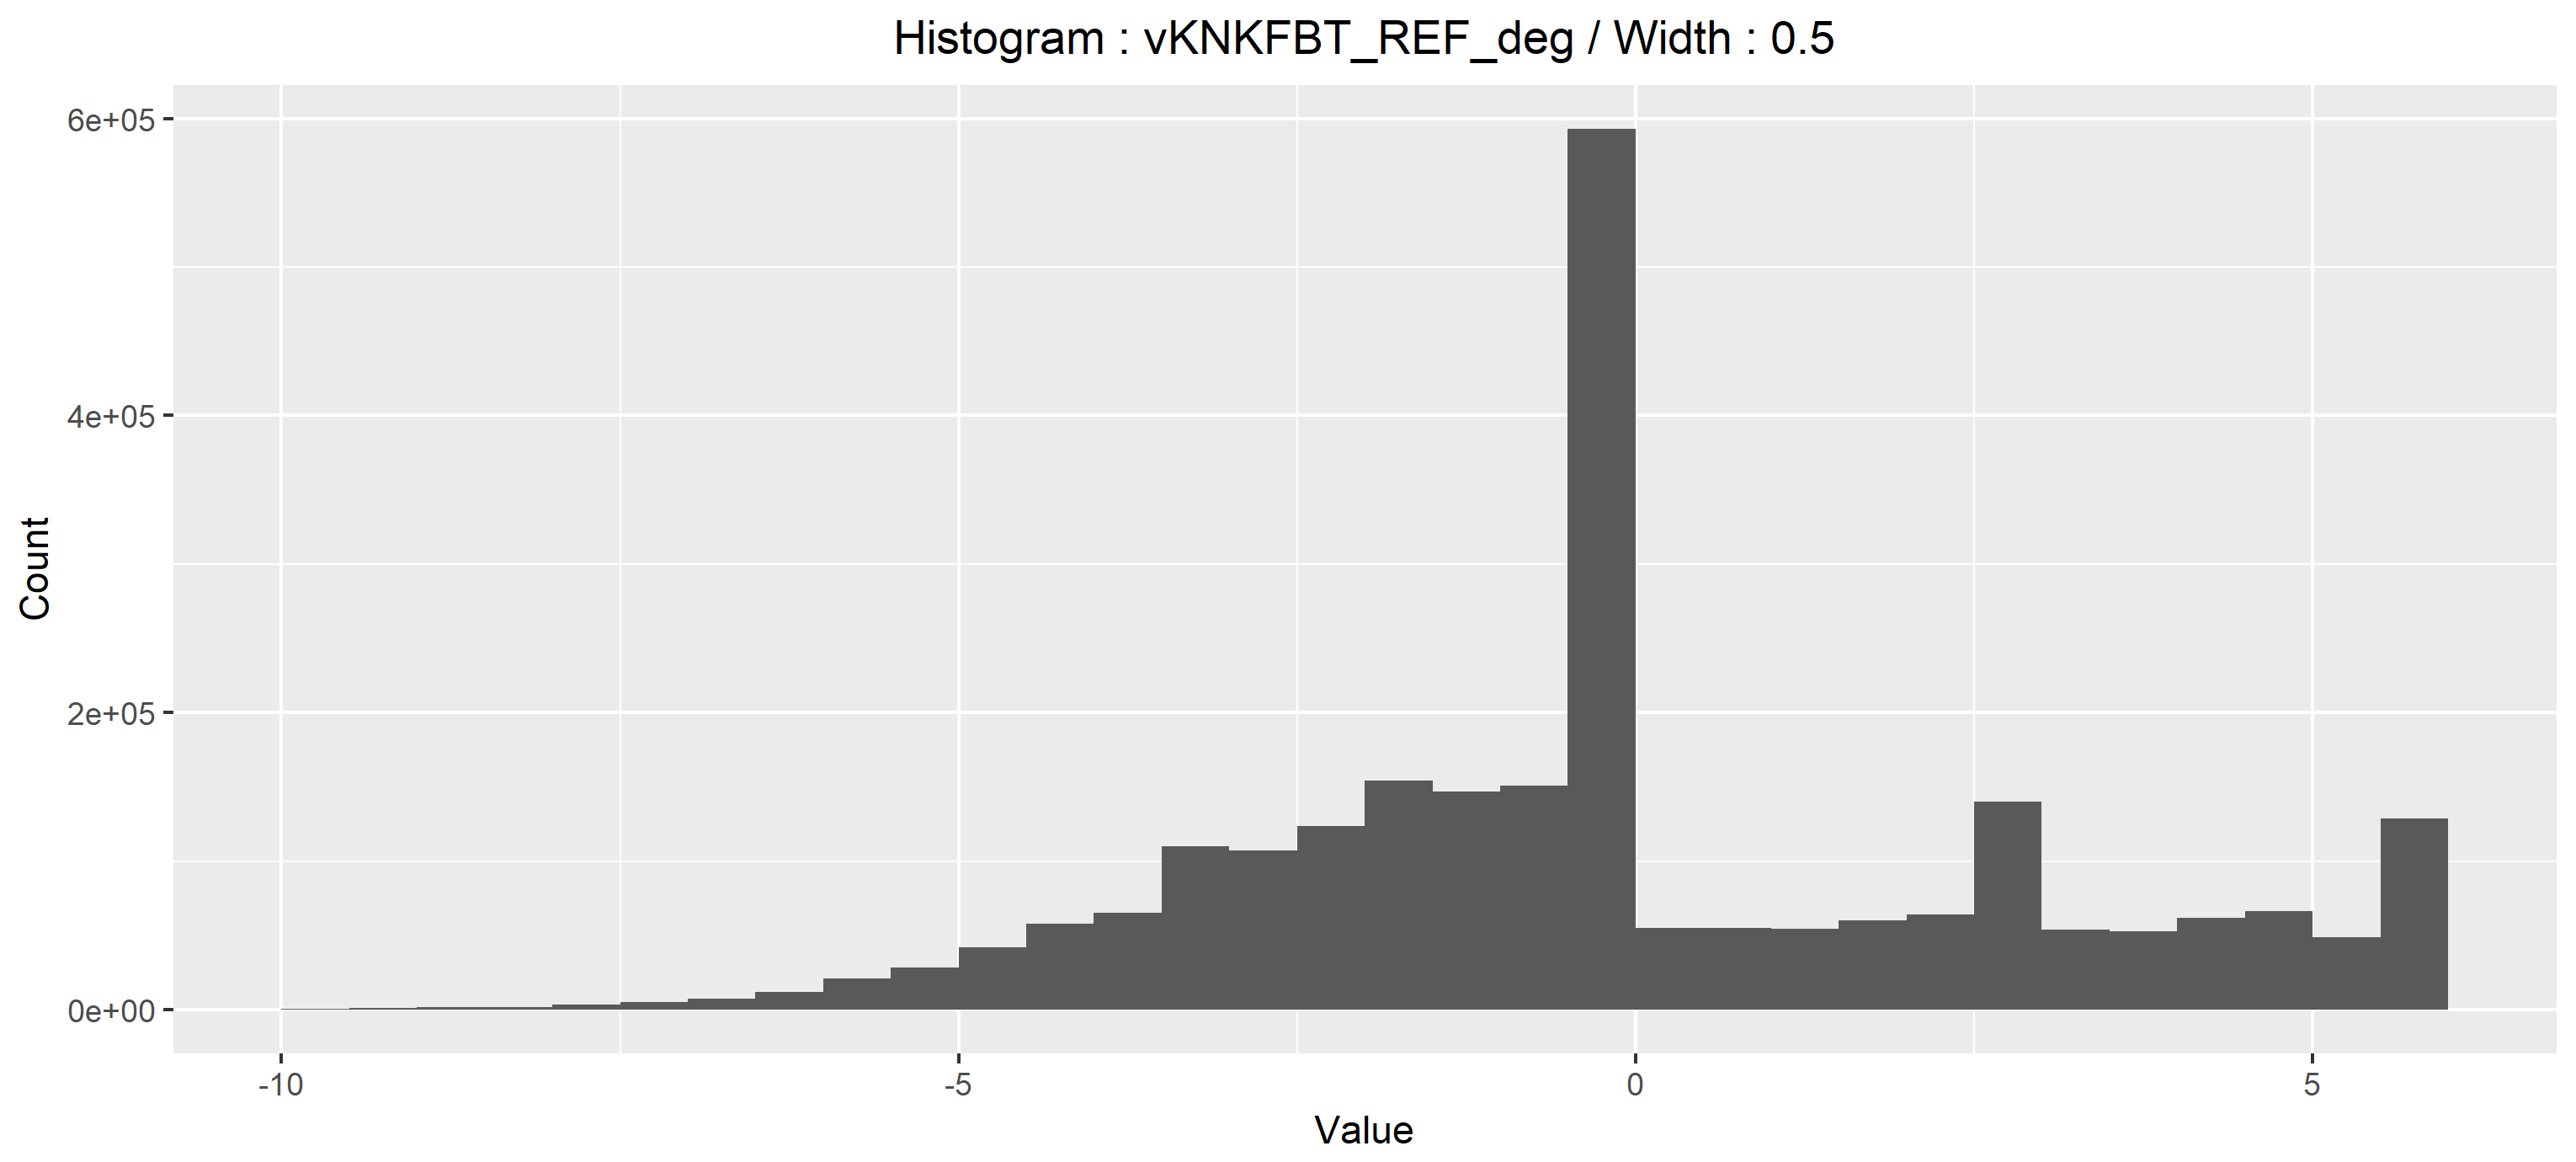 Histogram : vKNKFBT_REF_deg / Width : 0.5
6e+05
4e+05
2e+05
0e+00
Count
-10
-5
0
5
Value